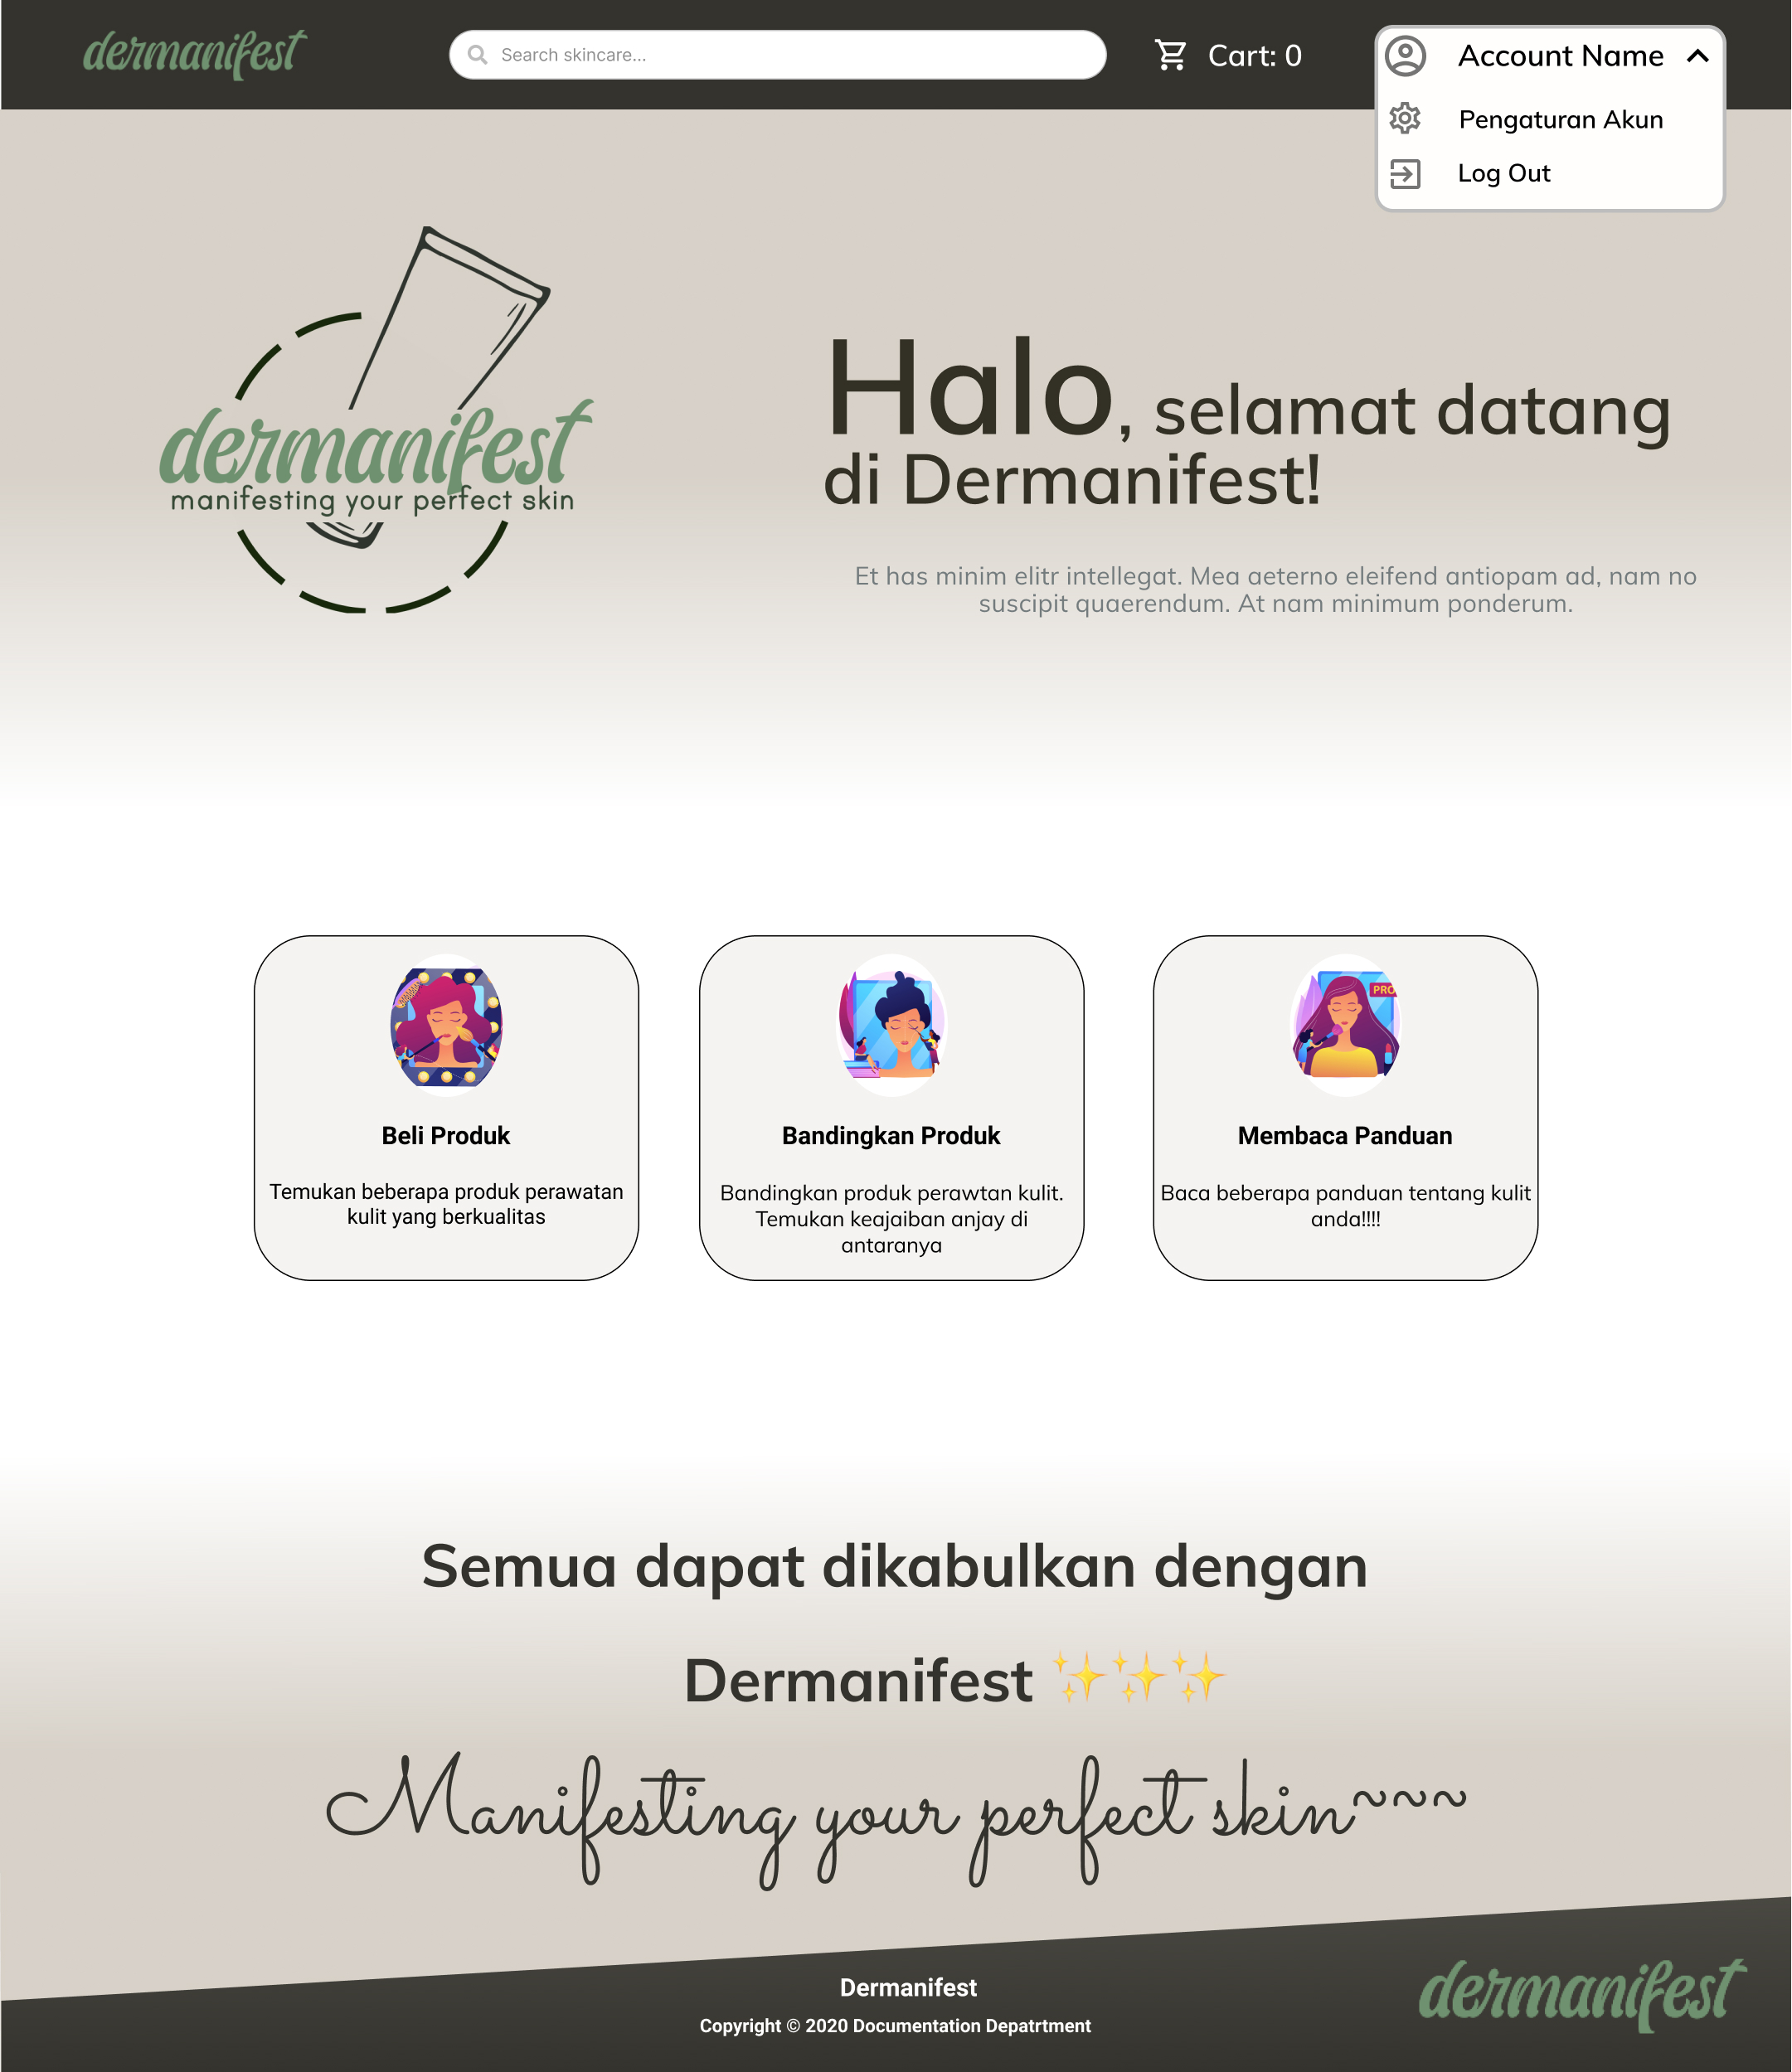 dermanifest
Search skincare...
Cart: 0
Account Name
Pengaturan Akun
Log Out
dermanifest
manifesting your perfect skin
Halo, selamat datang
di Dermanifest!
Et has minim elitr intellegat. Mea aeterno eleifend antiopam ad, nam no
suscipit quaerendum. At nam minimum ponderum.
Beli Produk
Temukan beberapa produk perawatan
kulit yang berkualitas
Bandingkan Produk
Bandingkan produk perawtan kulit.
Temukan keajaiban anjay di
antaranya
PRO
Membaca Panduan
Baca beberapa panduan tentang kulit
anda!!!!
Semua dapat dikabulkan dengan
Dermanifest ✨✨✨
Manifesting your perfect skin~~~
Dermanifest
Copyright © 2020 Documentation Depatrtment
dermanifest